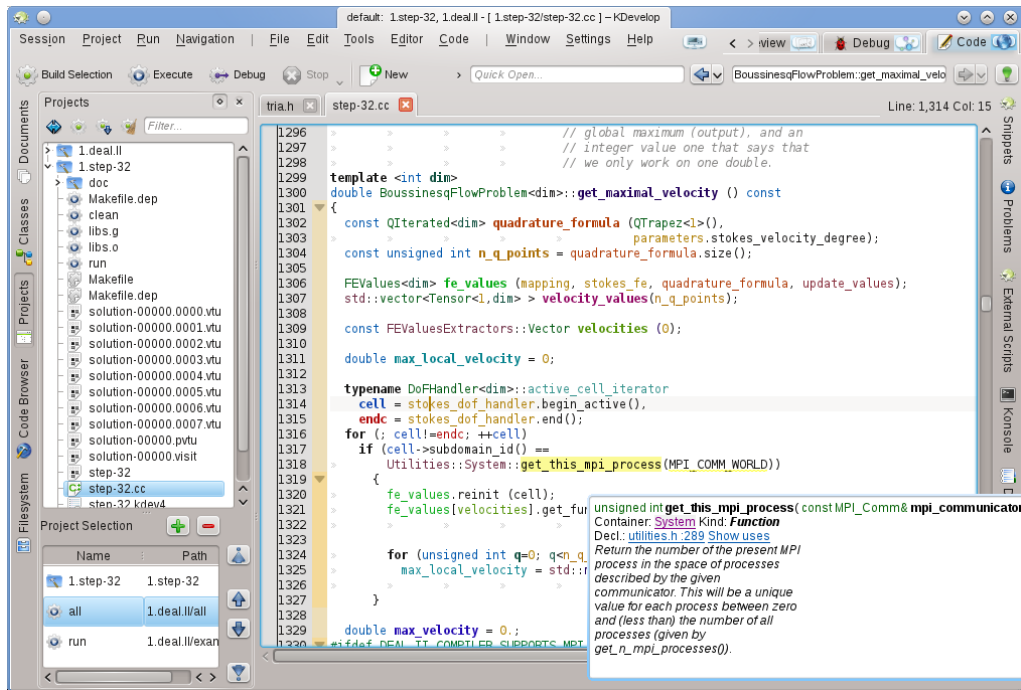 default: 1.step-32, 1.deal.II - [ 1.step-32/step-32.cc ] – KDevelop
Session Project Run Navigation | File Edit Tools Editor Code | Window Settings Help < > view Debug Code
Build Selection Execute Debug Stop New > Quick Open... BoussinesqFlowProblem::get_maximal_velo
Projects
tria.h step-32.cc Line: 1,314 Col: 15
Filter...
Documents
Classes
Projects
Code Browser
Filesystem
1.deal.II
1.step-32
doc
Makefile.dep
clean
libs.g
libs.o
run
Makefile
Makefile.dep
solution-00000.0000.vtu
solution-00000.0001.vtu
solution-00000.0002.vtu
solution-00000.0003.vtu
solution-00000.0004.vtu
solution-00000.0005.vtu
solution-00000.0006.vtu
solution-00000.0007.vtu
solution-00000.pvtu
solution-00000.visit
step-32
step-32.cc
step-32.kdev4
Project Selection
Name Path
1.step-32 1.step-32
all 1.deal.II/all
run 1.deal.II/exan
1296 // global maximum (output), and an
1297 // integer value one that says that
1298 // we only work on one double.
1299 template <int dim>
1300 double BoussinesqFlowProblem<dim>::get_maximal_velocity () const
1301 {
1302 const QIterated<dim> quadrature_formula (QTrapez<1>(),
1303 parameters.stokes_velocity_degree);
1304 const unsigned int n_q_points = quadrature_formula.size();
1305
1306 FEValues<dim> fe_values (mapping, stokes_fe, quadrature_formula, update_values);
1307 std::vector<Tensor<1,dim> > velocity_values(n_q_points);
1308
1309 const FEValuesExtractors::Vector velocities (0);
1310
1311 double max_local_velocity = 0;
1312
1313 typename DoFHandler<dim>::active_cell_iterator
1314 cell = stokes_dof_handler.begin_active(),
1315 endc = stokes_dof_handler.end();
1316 for (; cell!=endc; ++cell)
1317 if (cell->subdomain_id() ==
1318 Utilities::System::get_this_mpi_process(MPI_COMM_WORLD))
1319 {
1320 fe_values.reinit (cell);
1321 fe_values[velocities].get_fun
1322
1323
1324 for (unsigned int q=0; q<n_q_
1325 max_local_velocity = std::m
1326
1327 }
1328
1329 double max_velocity = 0.;
1330 #ifdef DEAL_II_COMPILER_SUPPORTS_MPI
unsigned int get_this_mpi_process( const MPI_Comm& mpi_communicator
Container: System Kind: Function
Decl.: utilities.h :289 Show uses
Return the number of the present MPI
process in the space of processes
described by the given
communicator. This will be a unique
value for each process between zero
and (less than) the number of all
processes (given by
get_n_mpi_processes()).
Snippets
Problems
External Scripts
Konsole